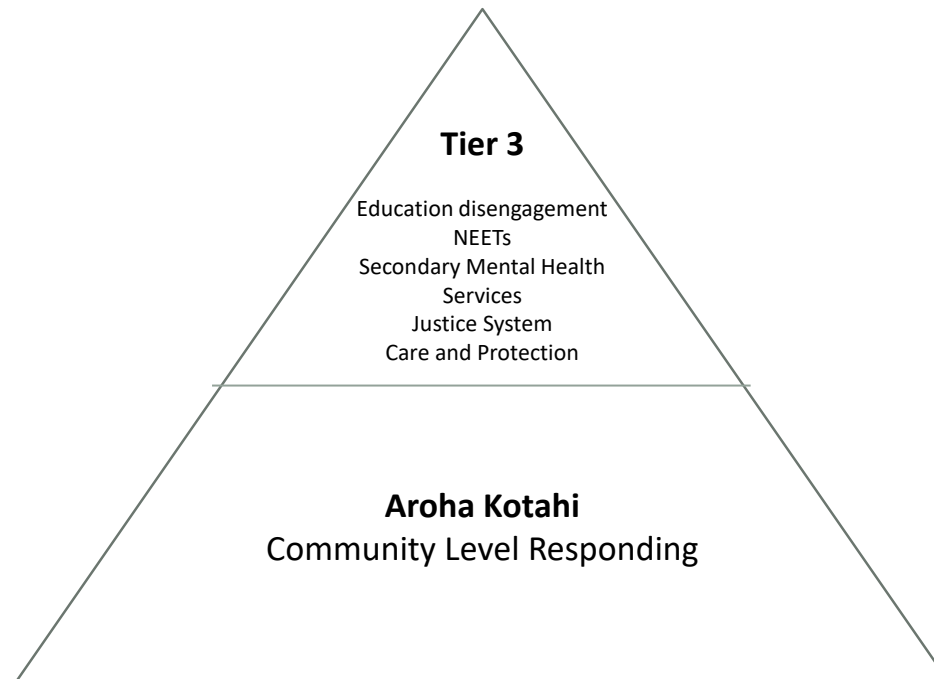 Tier 3
Education disengagement
NEETs
Secondary Mental Health
Services
Justice System
Care and Protection
Aroha Kotahi
Community Level Responding